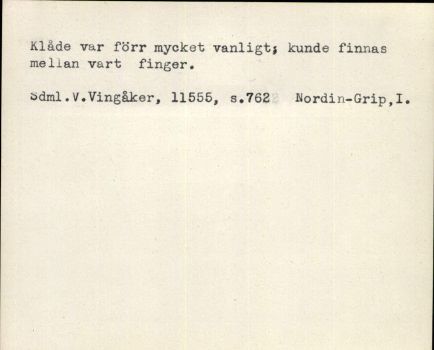 Klåde var förr mycket vanligt; kunde finnas
mellan vart finger.
Sdml.V.Vingåker, 11555, s.762 Nordin-Grip,I.